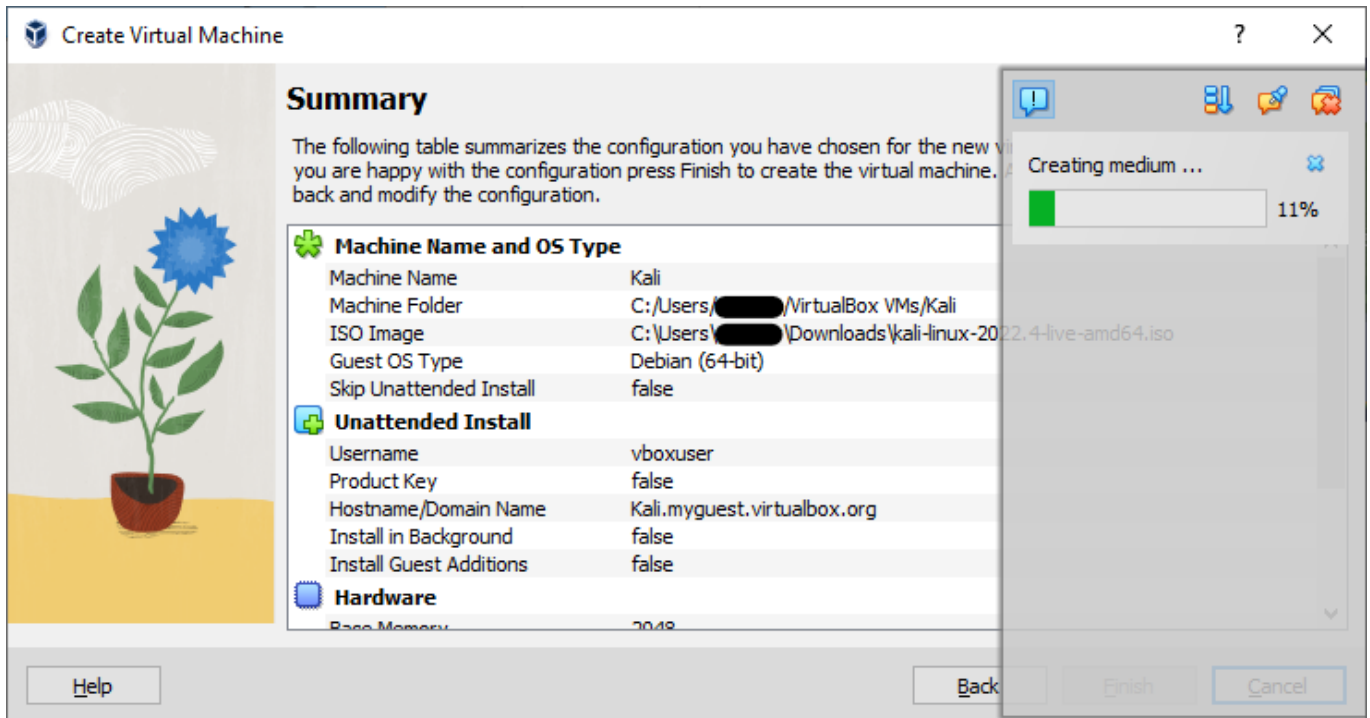 Create Virtual Machine
?
Summary
The following table summarizes the configuration you have chosen for the new vi
you are happy with the configuration press Finish to create the virtual machine. A
back and modify the configuration.
Creating medium ...
11%
Machine Name and OS Type
Machine Name Kali
Machine Folder C:/Users/ /VirtualBox VMs/Kali
ISO Image C:\Users\ \Downloads\kali-linux-2022.4-live-amd64.iso
Guest OS Type Debian (64-bit)
Skip Unattended Install false
Unattended Install
Username vboxuser
Product Key false
Hostname/Domain Name Kali.myguest.virtualbox.org
Install in Background false
Install Guest Additions false
Hardware
Base Memory 2048
Help
Back
Finish
Cancel